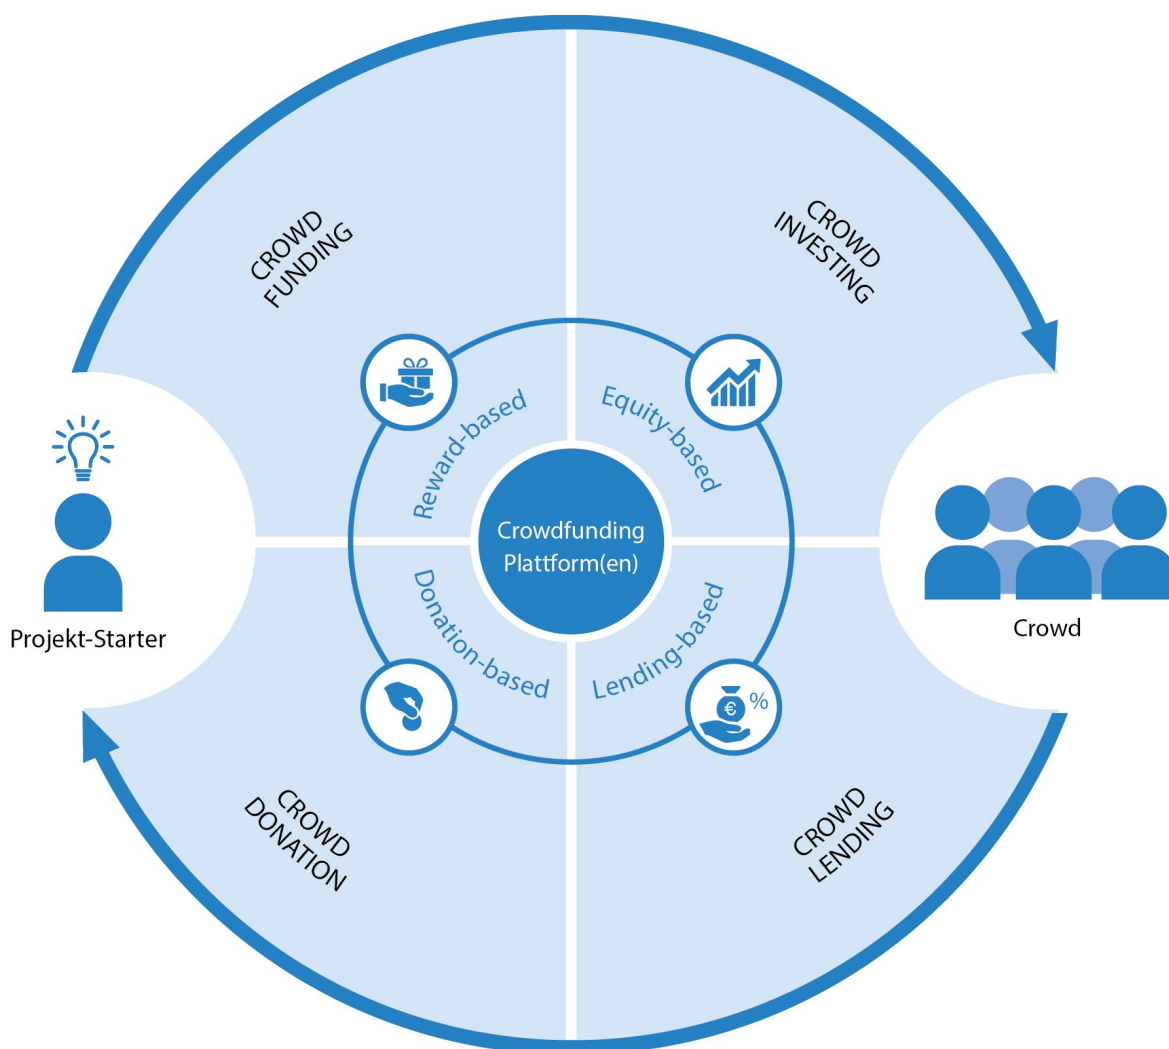 CROWD
FUNDING
CROWD
INVESTING
Reward-based
Equity-based
Crowdfunding
Plattform(en)
Projekt-Starter
Crowd
Donation-based
Lending-based
€
%
CROWD
DONATION
CROWD
LENDING